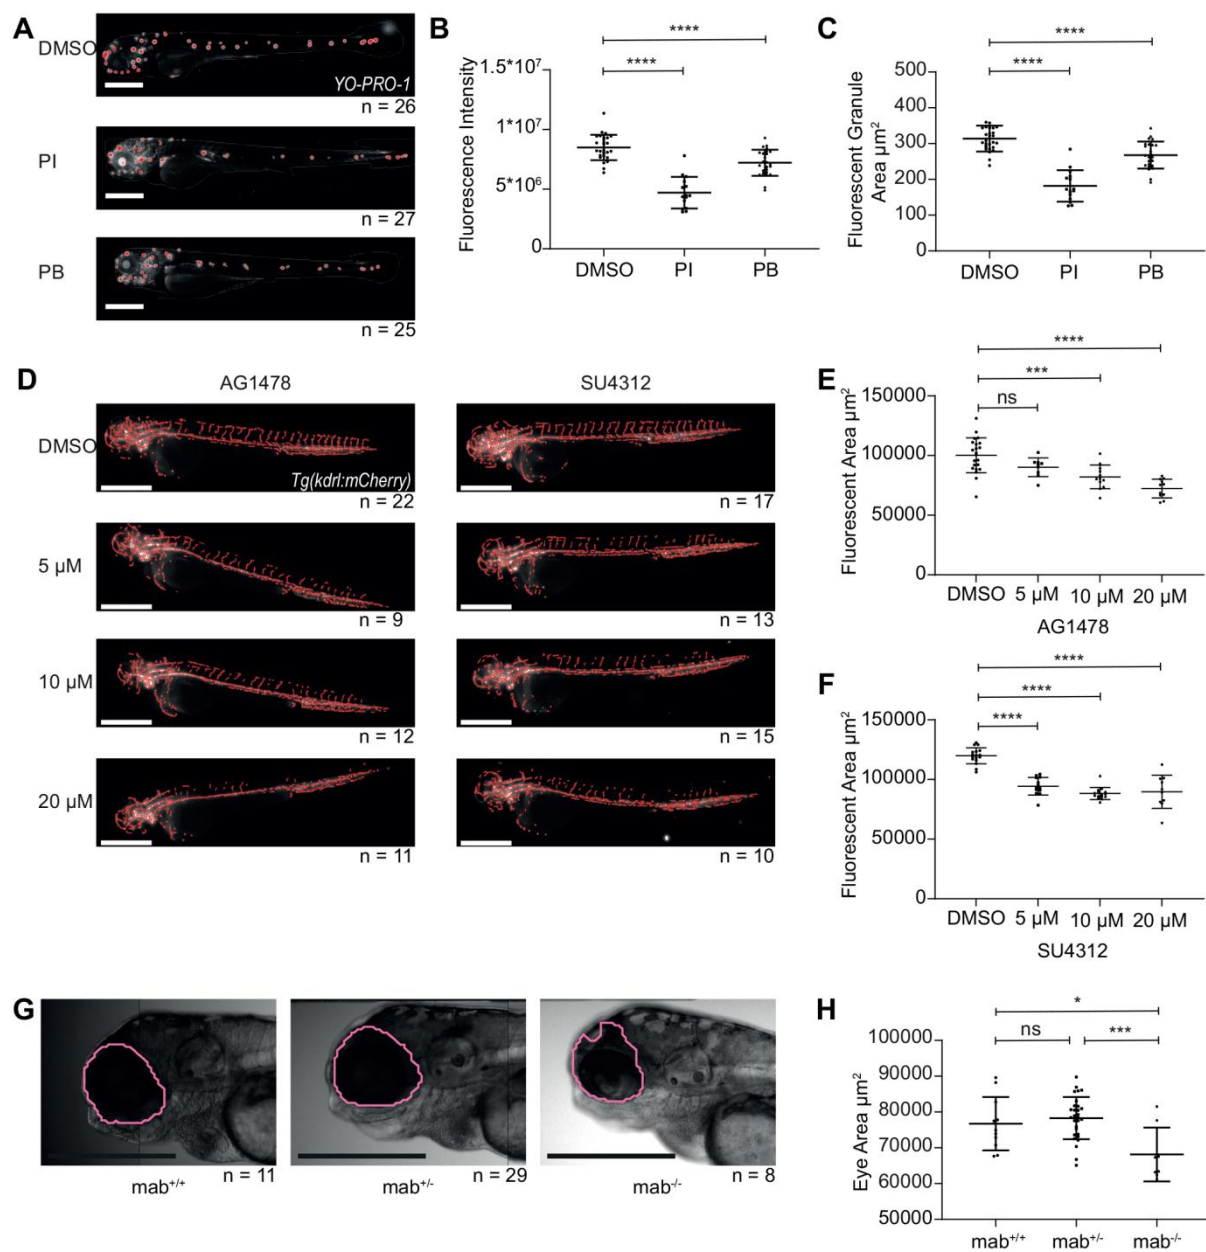 A
DMSO
YO-PRO-1
n = 26
PI
n = 27
PB
n = 25
B
****
****
Fluorescence Intensity
1.5*10⁷
1*10⁷
5*10⁶
0
DMSO PI PB
C
****
****
Fluorescent Granule
Area µm²
500
400
300
200
100
0
DMSO PI PB
D
AG1478 SU4312
DMSO
Tg(kdrl:mCherry)
n = 22 n = 17
5 µM
n = 9 n = 13
10 µM
n = 12 n = 15
20 µM
n = 11 n = 10
E
****
***
ns
Fluorescent Area µm²
150000
100000
50000
0
DMSO 5 µM 10 µM 20 µM
AG1478
F
****
****
****
Fluorescent Area µm²
150000
100000
50000
0
DMSO 5 µM 10 µM 20 µM
SU4312
G
n = 11 n = 29 n = 8
mab⁺/⁺ mab⁺/⁻ mab⁻/⁻
H
*
ns ***
Eye Area µm²
100000
90000
80000
70000
60000
50000
mab⁺/⁺ mab⁺/⁻ mab⁻/⁻